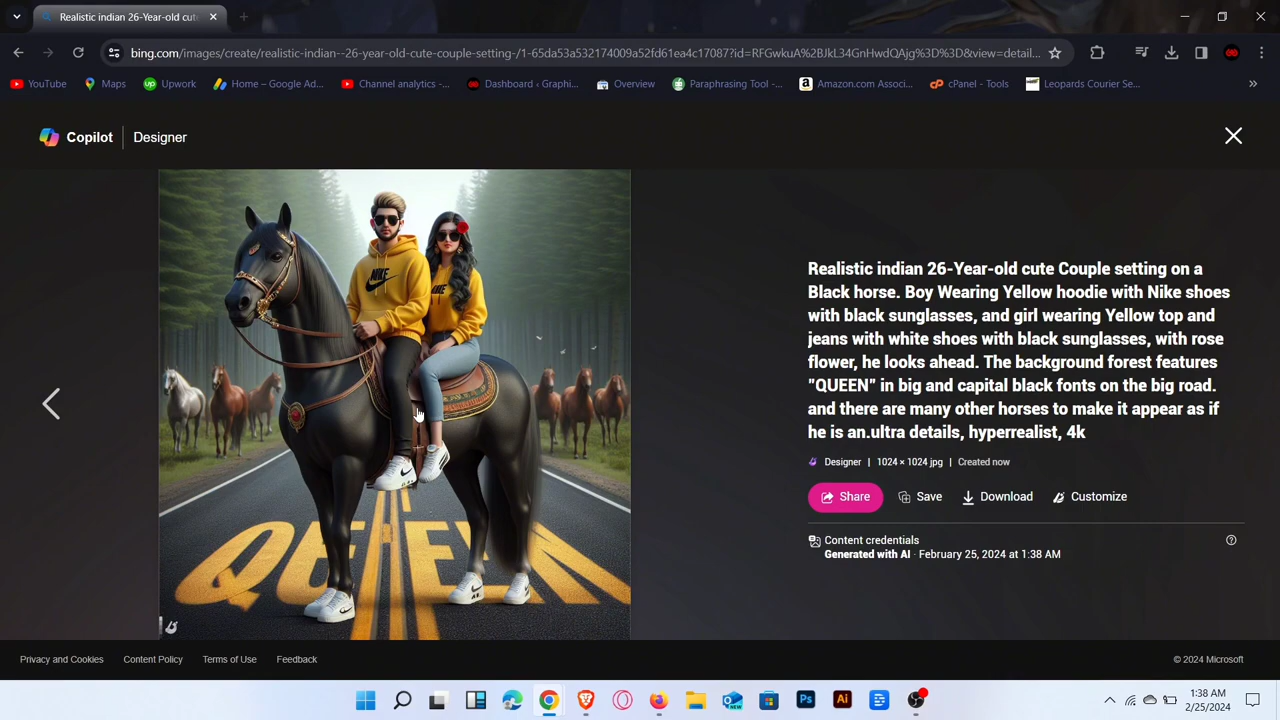 Realistic indian 26-Year-old cut
bing.com/images/create/realistic-indian--26-year-old-cute-couple-setting-/1-65da53a532174009a52fd61ea4c17087?id=RFGwkuA%2BJkL34GnHwdQAjg%3D%3D&view=detail...
YouTube
Maps
Upwork
Home – Google Ad...
Channel analytics -...
Dashboard ‹ Graphi...
Overview
Paraphrasing Tool -...
Amazon.com Associ...
cPanel - Tools
Leopards Courier Se...
Copilot
Designer
NIKE
QUEEN
Realistic indian 26-Year-old cute Couple setting on a
Black horse. Boy Wearing Yellow hoodie with Nike shoes
with black sunglasses, and girl wearing Yellow top and
jeans with white shoes with black sunglasses, with rose
flower, he looks ahead. The background forest features
"QUEEN" in big and capital black fonts on the big road.
and there are many other horses to make it appear as if
he is an.ultra details, hyperrealist, 4k
Designer | 1024 × 1024 jpg | Created now
Share
Save
Download
Customize
Content credentials
Generated with AI · February 25, 2024 at 1:38 AM
Privacy and Cookies
Content Policy
Terms of Use
Feedback
© 2024 Microsoft
Ps
Ai
1:38 AM
2/25/2024